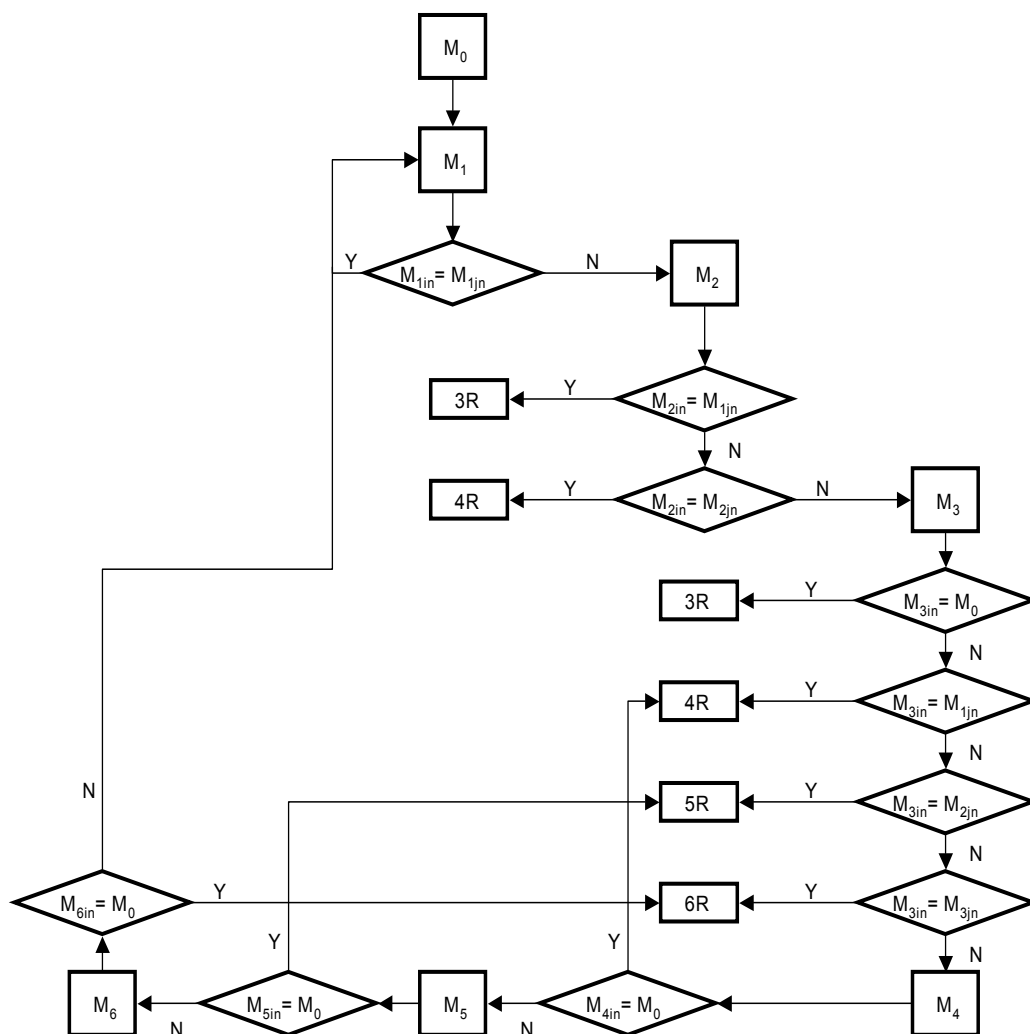 M₀
M₁
Y
M₁ᵢₙ= M₁ⱼₙ
N
M₂
3R
Y
M₂ᵢₙ= M₁ⱼₙ
N
4R
Y
M₂ᵢₙ= M₂ⱼₙ
N
M₃
3R
Y
M₃ᵢₙ= M₀
N
4R
Y
M₃ᵢₙ= M₁ⱼₙ
N
N
5R
Y
M₃ᵢₙ= M₂ⱼₙ
N
M₆ᵢₙ= M₀
Y
6R
Y
M₃ᵢₙ= M₃ⱼₙ
Y
Y
N
M₆
N
M₅ᵢₙ= M₀
M₅
N
M₄ᵢₙ= M₀
M₄